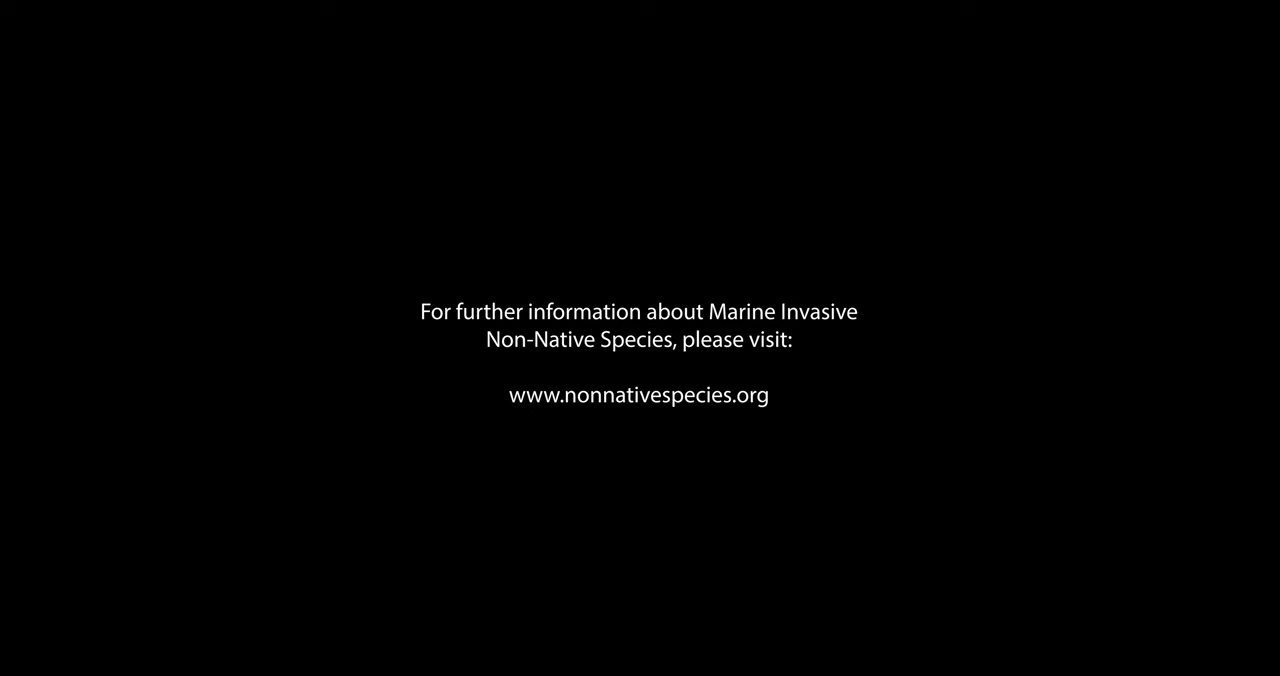 For further information about Marine Invasive
Non-Native Species, please visit:
www.nonnativespecies.org